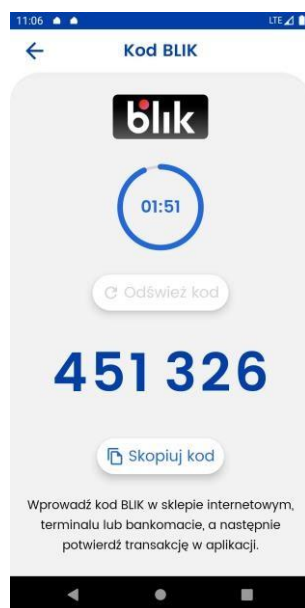 11:06 LTE
Kod BLIK
blik
01:51
Odśwież kod
451 326
Skopiuj kod
Wprowadź kod BLIK w sklepie internetowym,
terminalu lub bankomacie, a następnie
potwierdź transakcję w aplikacji.